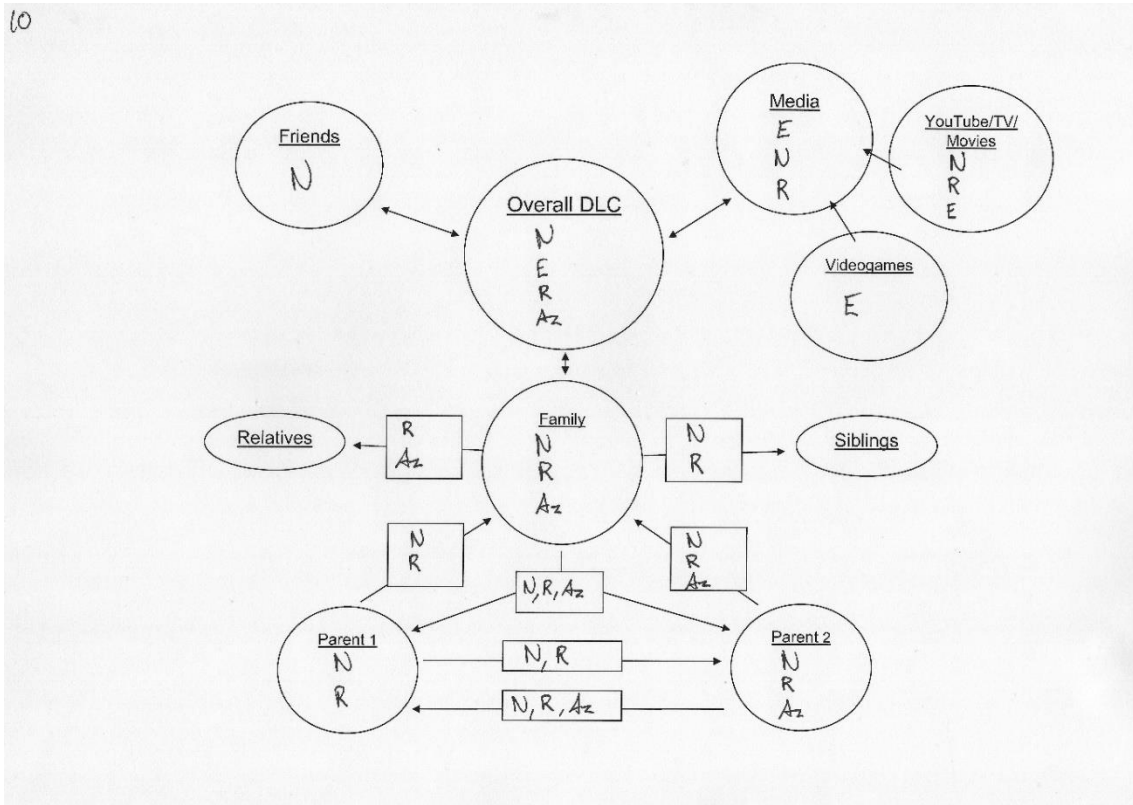 10
Friends
N
Overall DLC
N
E
R
Az
Media
E
N
R
YouTube/TV/
Movies
N
R
E
Videogames
E
Relatives
R
Az
Family
N
R
Az
N
R
Siblings
N
R
N
R
Az
N, R, Az
Parent 1
N
R
N, R
N, R, Az
Parent 2
N
R
Az